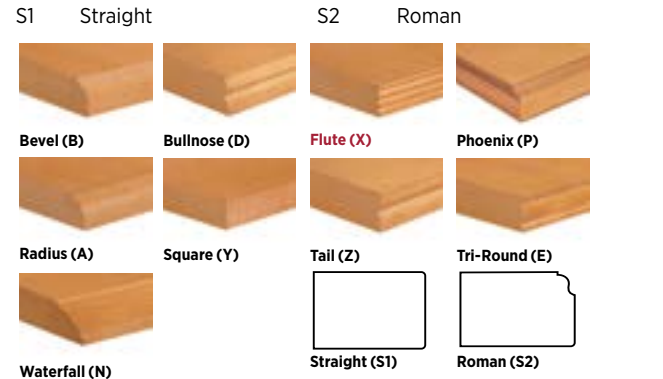 S1 Straight S2 Roman
Bevel (B) Bullnose (D) Flute (X) Phoenix (P)
Radius (A) Square (Y) Tail (Z) Tri-Round (E)
Straight (S1) Roman (S2)
Waterfall (N)